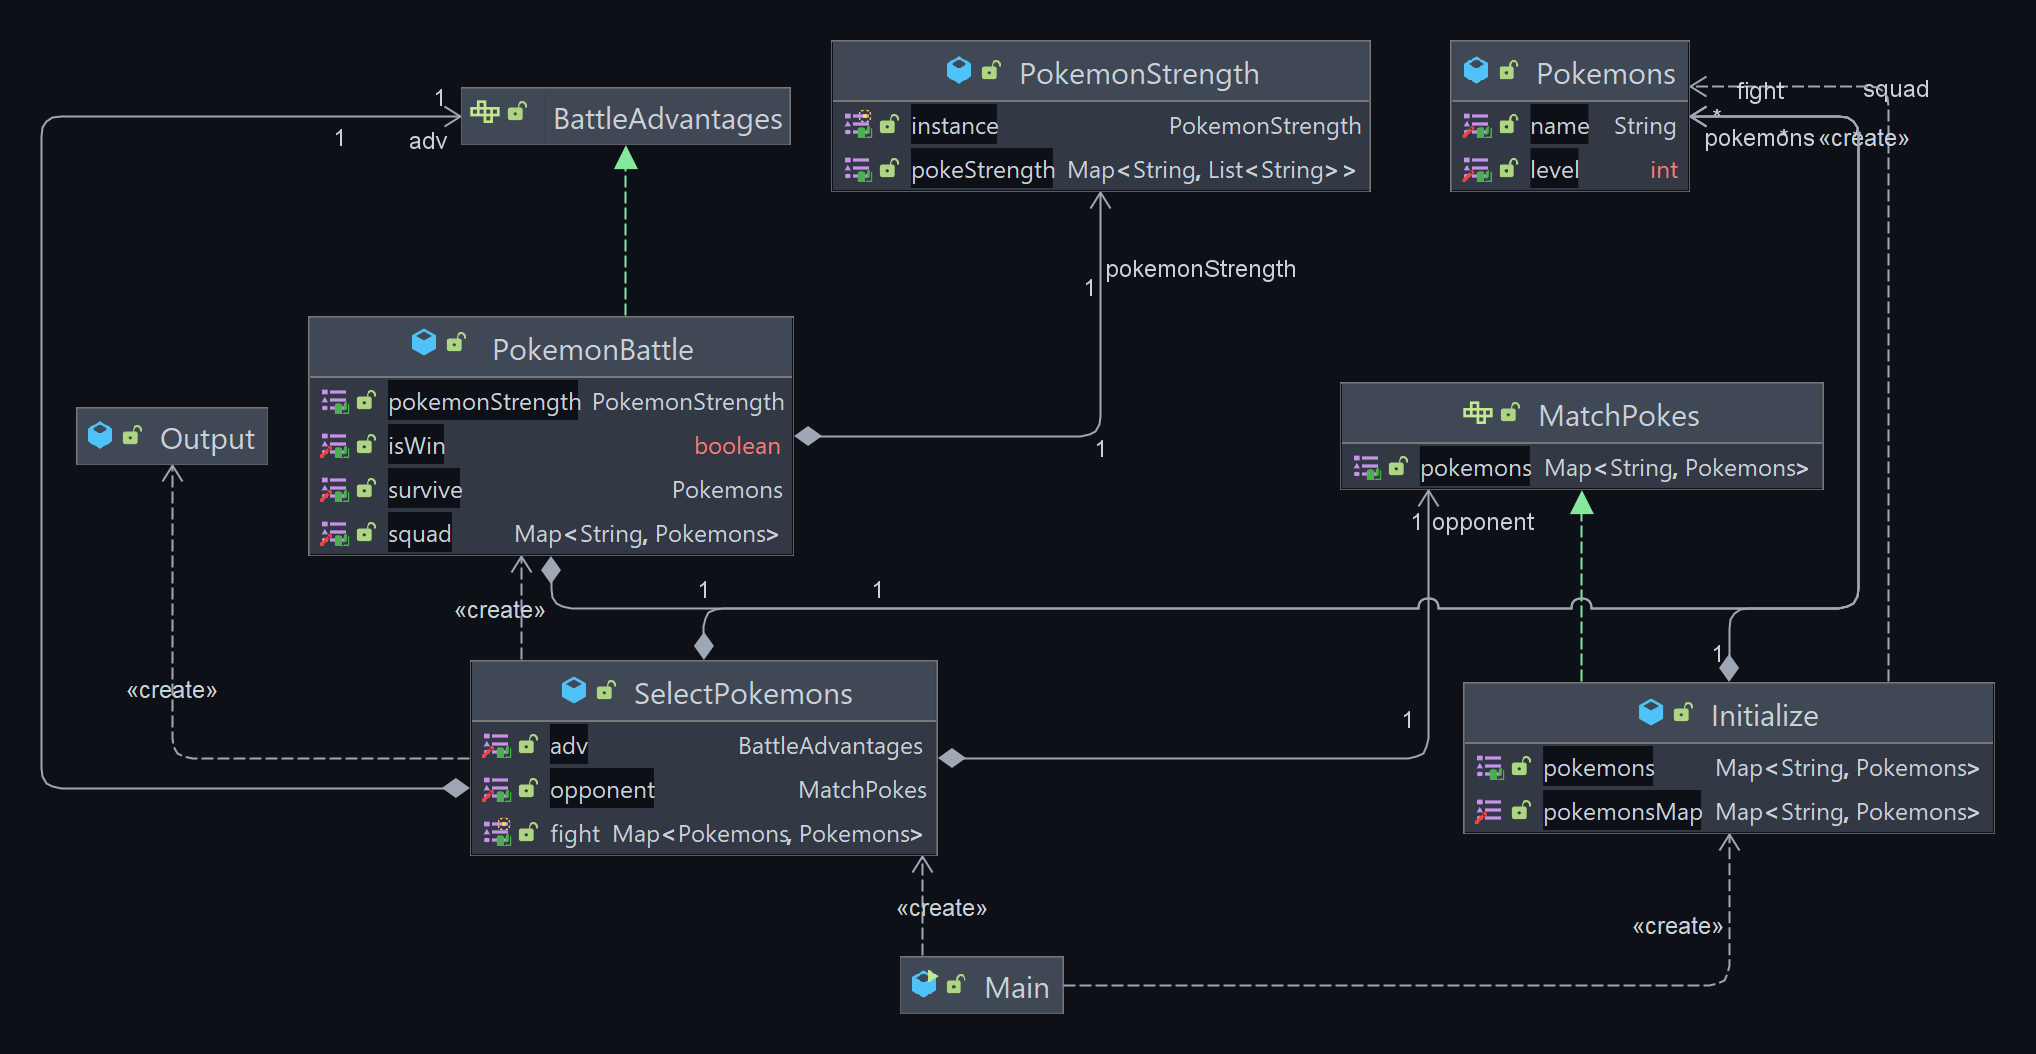 BattleAdvantages
1
adv
1
PokemonStrength
instance PokemonStrength
pokeStrength Map<String, List<String>>
Pokemons
name String
level int
fight
squad
*
pokemons
*
«create»
pokemonStrength
1
1
PokemonBattle
pokemonStrength PokemonStrength
isWin boolean
survive Pokemons
squad Map<String, Pokemons>
Output
MatchPokes
pokemons Map<String, Pokemons>
1 opponent
«create»
1
1
«create»
1
1
SelectPokemons
adv BattleAdvantages
opponent MatchPokes
fight Map<Pokemons, Pokemons>
Initialize
pokemons Map<String, Pokemons>
pokemonsMap Map<String, Pokemons>
«create»
«create»
Main